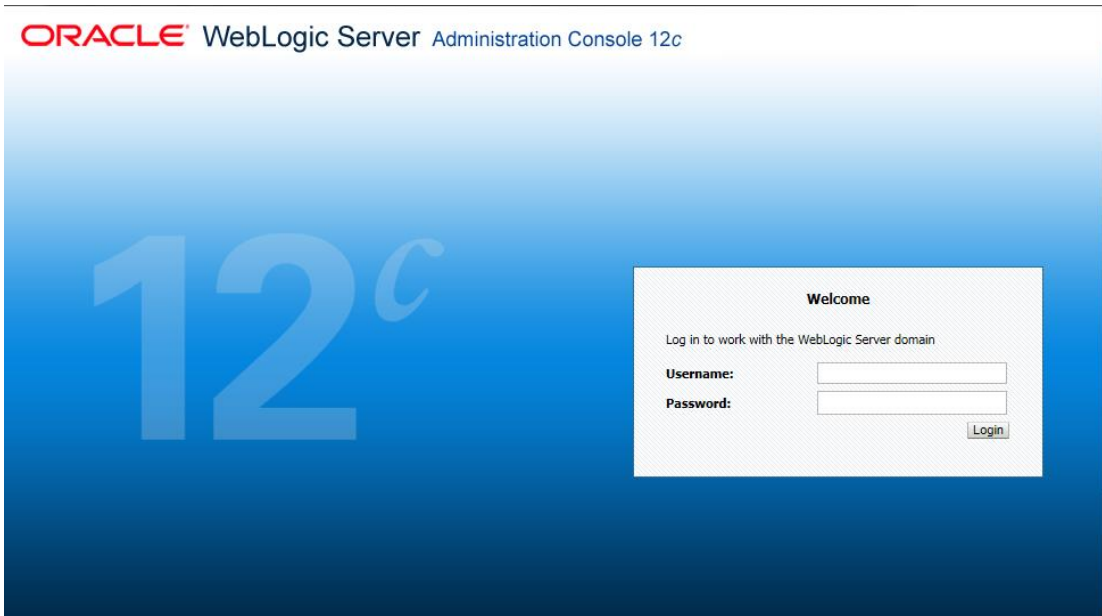 ORACLE WebLogic Server Administration Console 12c
12c
Welcome
Log in to work with the WebLogic Server domain
Username:
Password:
Login